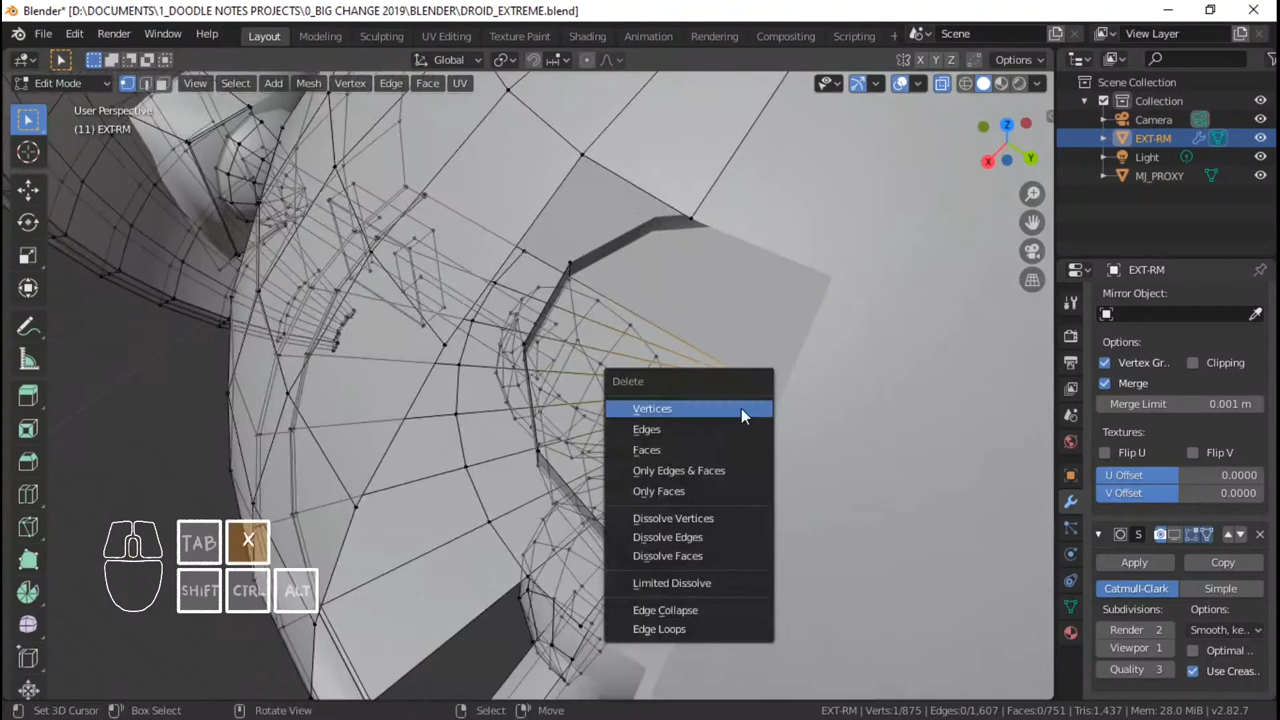 Blender* [D:\DOCUMENTS\1_DOODLE NOTES PROJECTS\0_BIG CHANGE 2019\BLENDER\DROID_EXTREME.blend]
File Edit Render Window Help Layout Modeling Sculpting UV Editing Texture Paint Shading Animation Rendering Compositing Scripting + Scene View Layer
Global X Y Z Options
Edit Mode View Select Add Mesh Vertex Edge Face UV
User Perspective
(11) EXTRM
Z
Y
X
Scene Collection
Collection
Camera
EXT-RM
Light
MJ_PROXY
EXT-RM
Mirror Object:
Options:
Vertex Gr... Clipping
Merge
Merge Limit 0.001 m
Textures:
Flip U Flip V
U Offset 0.0000
V Offset 0.0000
S
Apply Copy
Catmull-Clark Simple
Subdivisions: Options:
Render 2 Smooth, ke...
Viewpor 1 Optimal ..
Quality 3 Use Creas..
Delete
Vertices
Edges
Faces
Only Edges & Faces
Only Faces
Dissolve Vertices
Dissolve Edges
Dissolve Faces
Limited Dissolve
Edge Collapse
Edge Loops
TAB X
SHIFT CTRL ALT
Set 3D Cursor Box Select Rotate View Select Move EXT-RM | Verts:1/875 | Edges:0/1,607 | Faces:0/751 | Tris:1,437 | Mem: 28.0 MiB | v2.82.7